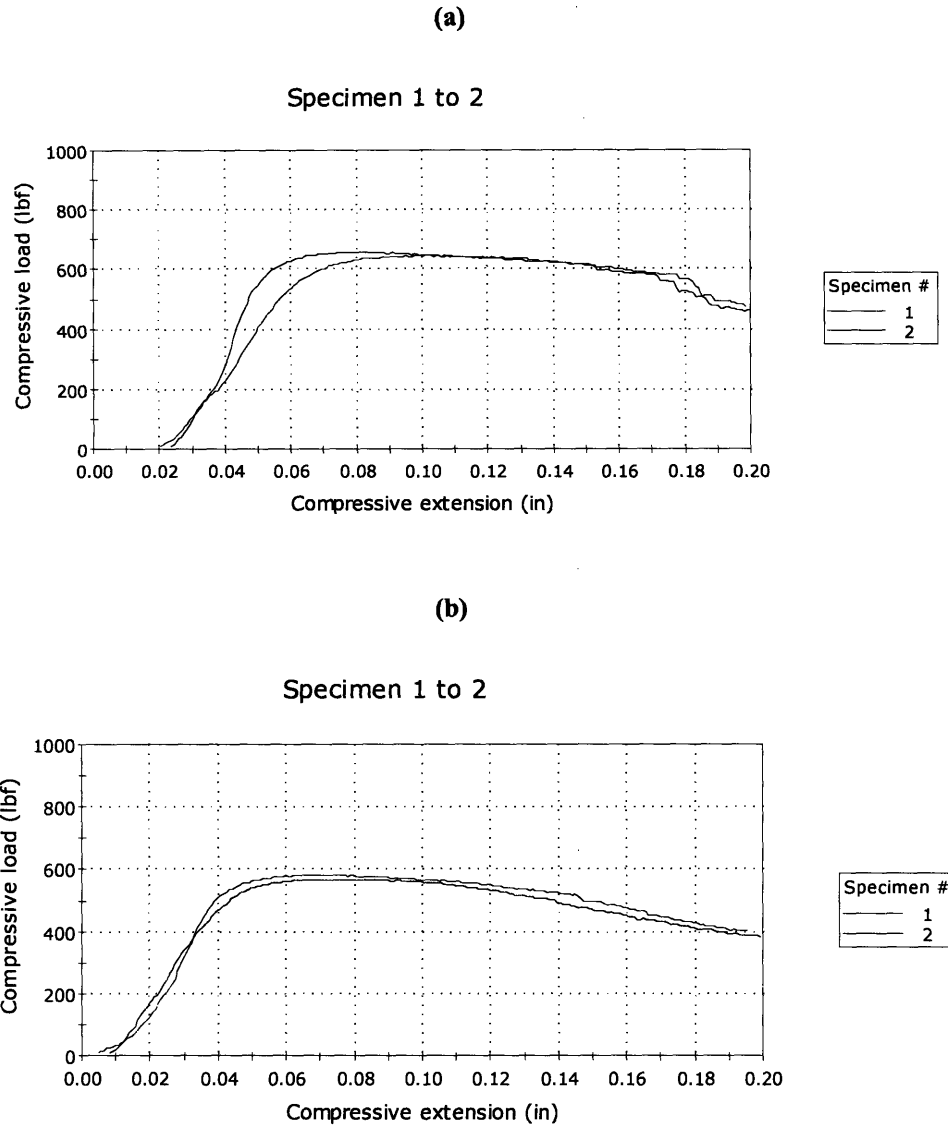 (a)
Specimen 1 to 2
Compressive load (lbf)
1000
800
600
400
200
0
0.00 0.02 0.04 0.06 0.08 0.10 0.12 0.14 0.16 0.18 0.20
Compressive extension (in)
Specimen #
1
2
(b)
Specimen 1 to 2
Compressive load (lbf)
1000
800
600
400
200
0
0.00 0.02 0.04 0.06 0.08 0.10 0.12 0.14 0.16 0.18 0.20
Compressive extension (in)
Specimen #
1
2